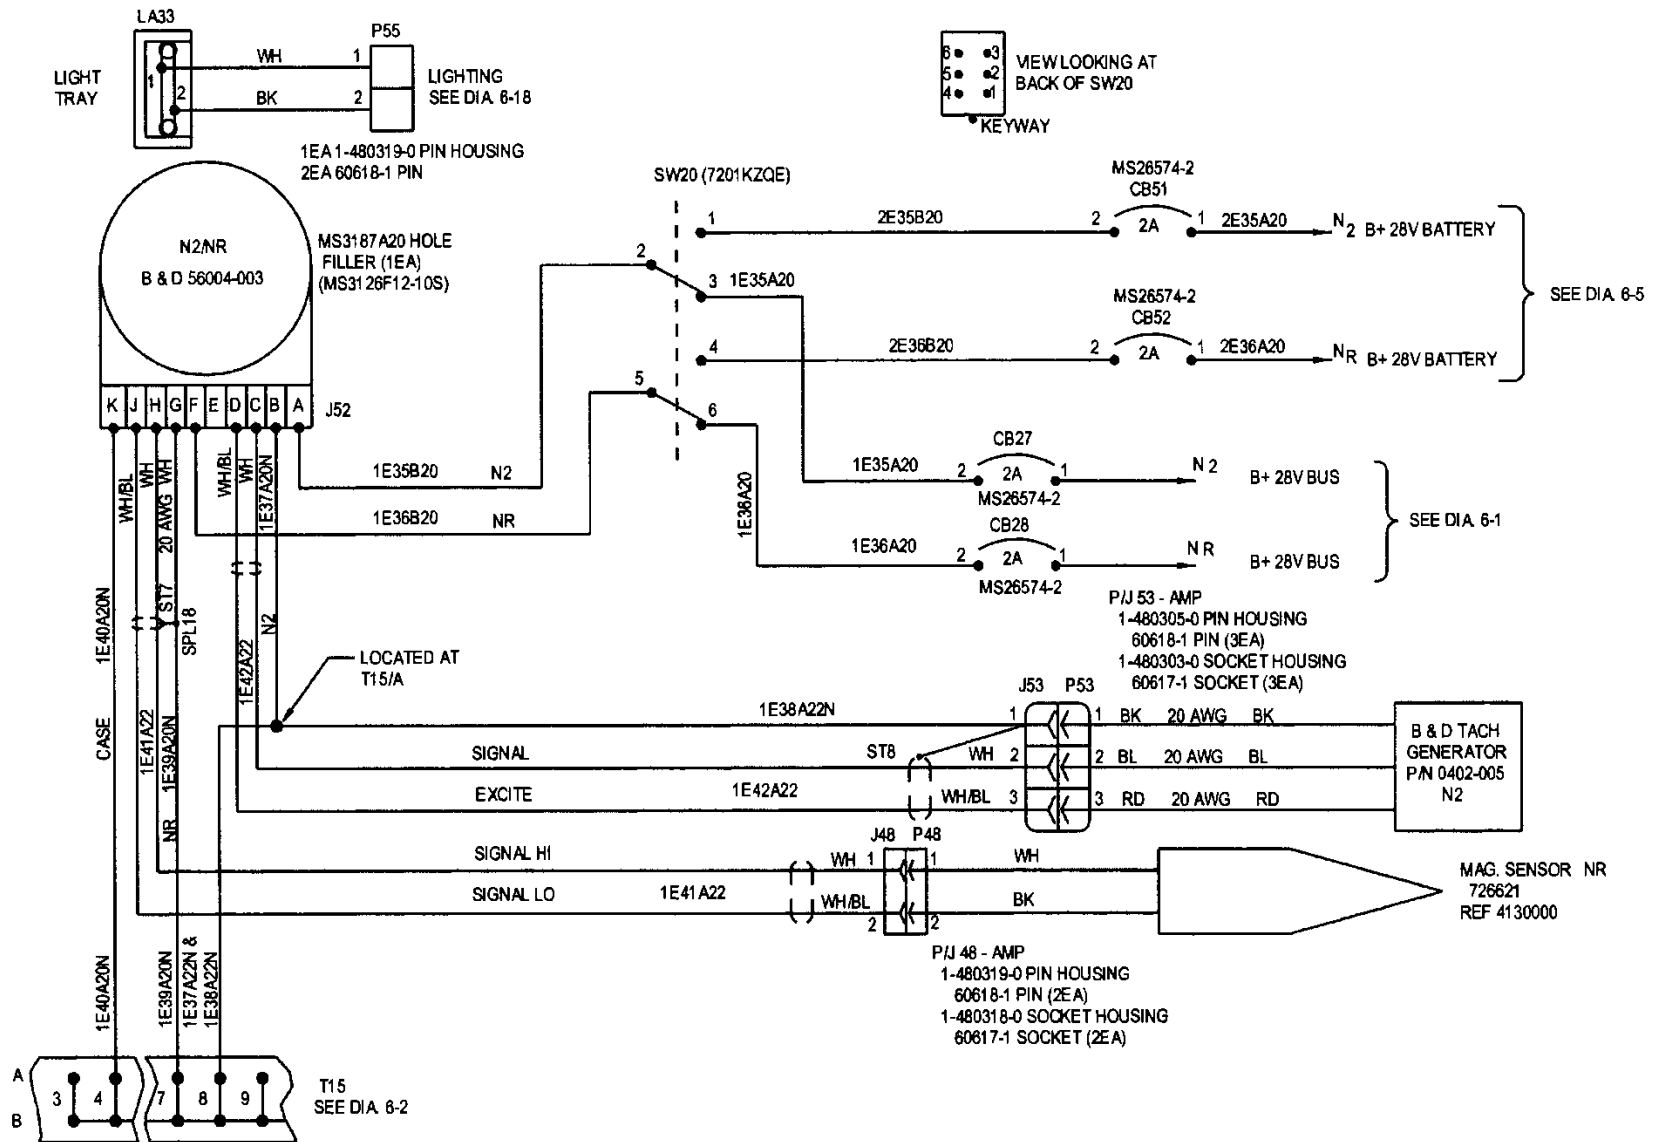 LA33
LIGHT
TRAY
1
2
WH
BK
1
2
P55
LIGHTING
SEE DIA. 6-18
1EA 1-480319-0 PIN HOUSING
2EA 60618-1 PIN
6 3
5 2
4 1
VIEW LOOKING AT
BACK OF SW20
KEYWAY
N2/NR
B & D 56004-003
MS3187A20 HOLE
FILLER (1EA)
(MS3126F12-10S)
K J H G F E D C B A
J52
SW20 (7201KZQE)
1
2
3
4
5
6
2E35B20
2
MS26574-2
CB51
2A
1
2E35A20
N2 B+ 28V BATTERY
1E35A20
2E36B20
2
MS26574-2
CB52
2A
1
2E36A20
NR B+ 28V BATTERY
SEE DIA. 6-5
1E35B20 N2
1E36B20 NR
1E36A20
1E35A20
2
CB27
2A
1
MS26574-2
N2
B+ 28V BUS
1E36A20
2
CB28
2A
1
MS26574-2
NR
B+ 28V BUS
SEE DIA. 6-1
WH/BL
WH
20 AWG WH
WH/BL
WH
1E37A20N
ST7
SPL18
N2
1E40A20N
CASE
1E41A22
1E39A20N
NR
1E42A22
LOCATED AT
T15/A
P/J 53 - AMP
1-480305-0 PIN HOUSING
60618-1 PIN (3EA)
1-480303-0 SOCKET HOUSING
60617-1 SOCKET (3EA)
J53 P53
1E38A22N
1
1 BK 20 AWG BK
SIGNAL
ST8
WH 2
2 BL 20 AWG BL
EXCITE
1E42A22
WH/BL 3
3 RD 20 AWG RD
B & D TACH
GENERATOR
P/N 0402-005
N2
J48 P48
SIGNAL HI
WH 1
1 WH
SIGNAL LO
1E41A22
WH/BL
2
2
BK
MAG. SENSOR NR
726621
REF 4130000
P/J 48 - AMP
1-480319-0 PIN HOUSING
60618-1 PIN (2EA)
1-480318-0 SOCKET HOUSING
60617-1 SOCKET (2EA)
1E40A20N
1E39A20N
1E37A22N &
1E38A22N
A
B
3 4 7 8 9
T15
SEE DIA. 6-2